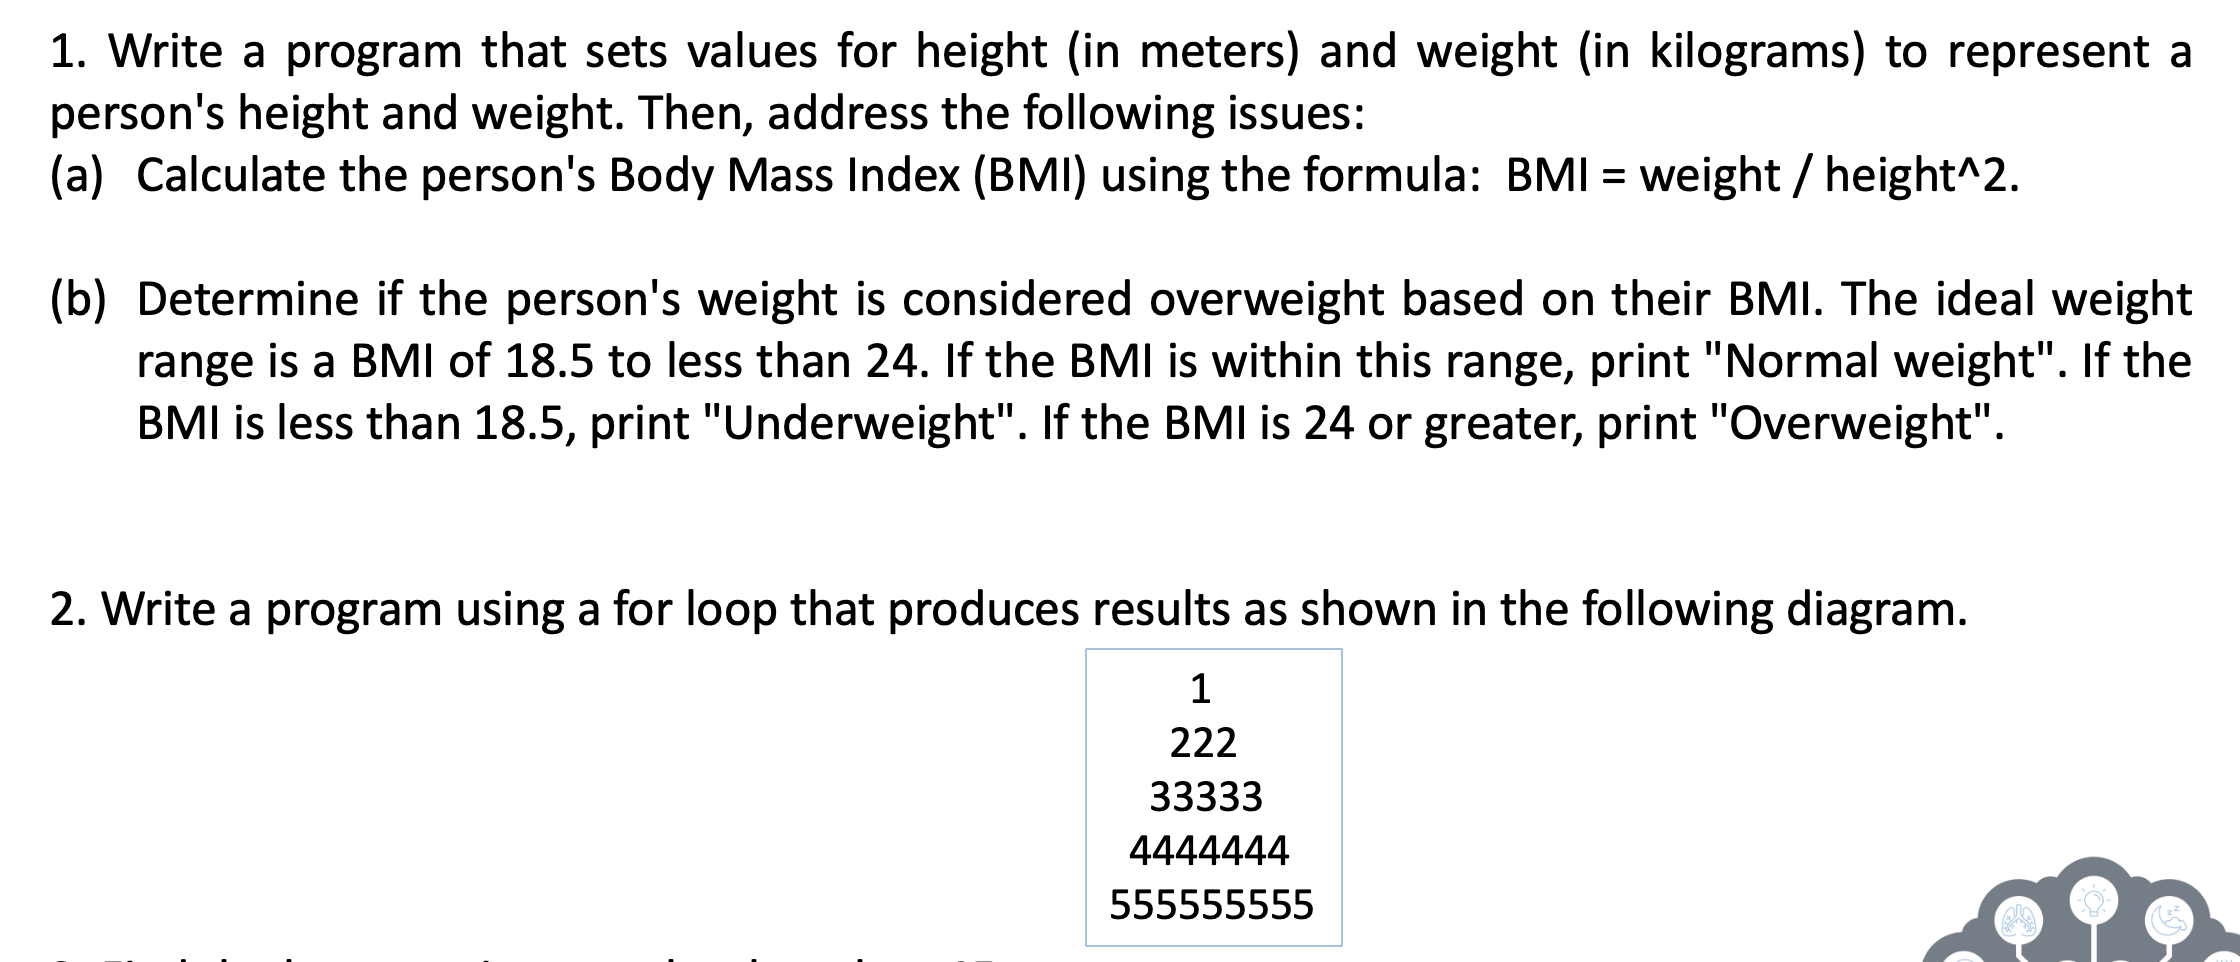 1. Write a program that sets values for height (in meters) and weight (in kilograms) to represent a
person's height and weight. Then, address the following issues:
(a) Calculate the person's Body Mass Index (BMI) using the formula: BMI = weight / height^2.
(b) Determine if the person's weight is considered overweight based on their BMI. The ideal weight
range is a BMI of 18.5 to less than 24. If the BMI is within this range, print "Normal weight". If the
BMI is less than 18.5, print "Underweight". If the BMI is 24 or greater, print "Overweight".
2. Write a program using a for loop that produces results as shown in the following diagram.
1
222
33333
4444444
555555555